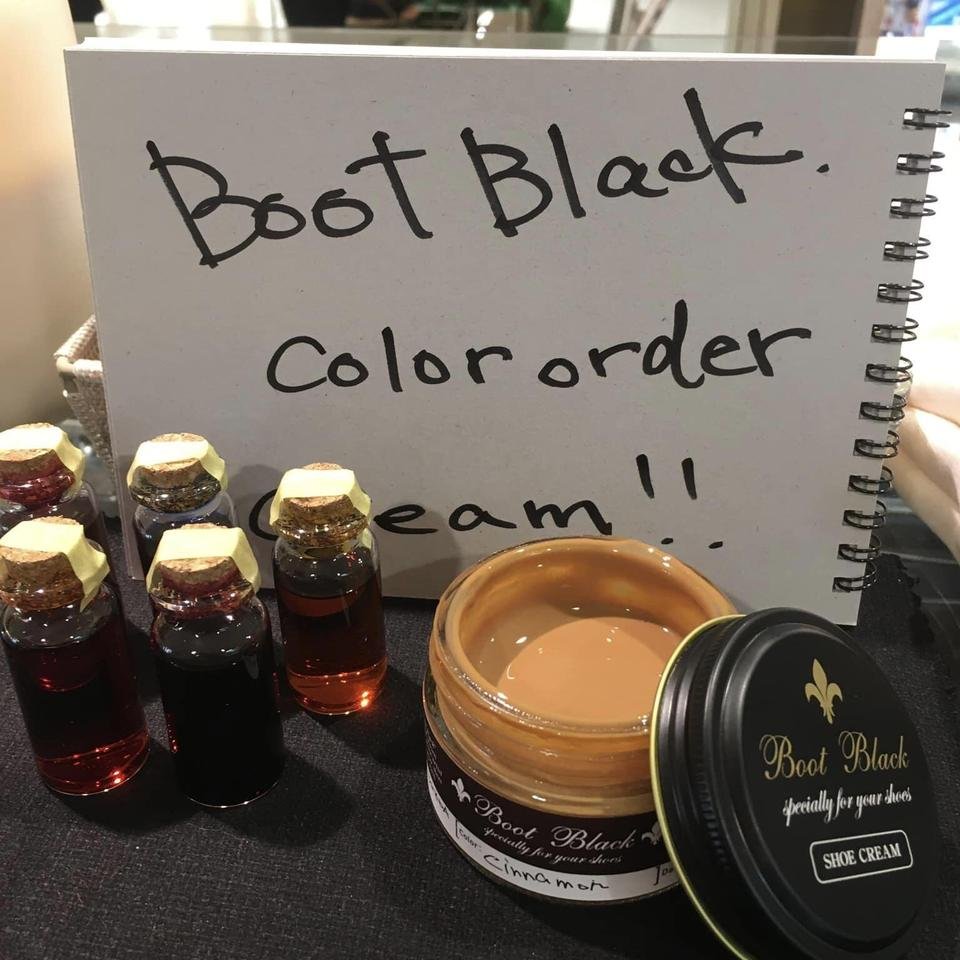 Boot Black.
Color order
Cream!!
Boot Black
specially for your shoes
SHOE CREAM
Boot Black
specially for your shoes
Color: Cinnamon